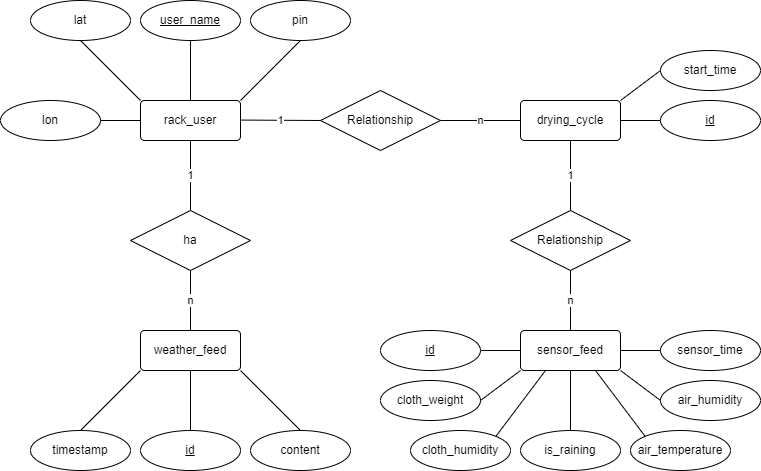 lat
user_name
pin
start_time
lon
rack_user
1
Relationship
n
drying_cycle
id
1
1
ha
Relationship
n
n
weather_feed
id
sensor_feed
sensor_time
cloth_weight
air_humidity
timestamp
id
content
cloth_humidity
is_raining
air_temperature